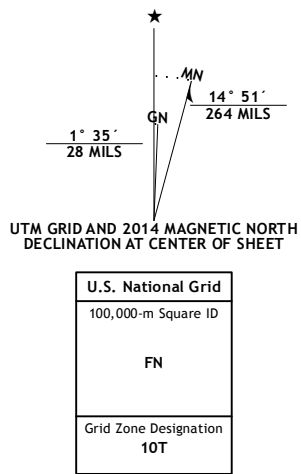 ★
MN
GN
14° 51´
264 MILS
1° 35´
28 MILS
UTM GRID AND 2014 MAGNETIC NORTH
DECLINATION AT CENTER OF SHEET
U.S. National Grid
100,000-m Square ID
FN
Grid Zone Designation
10T